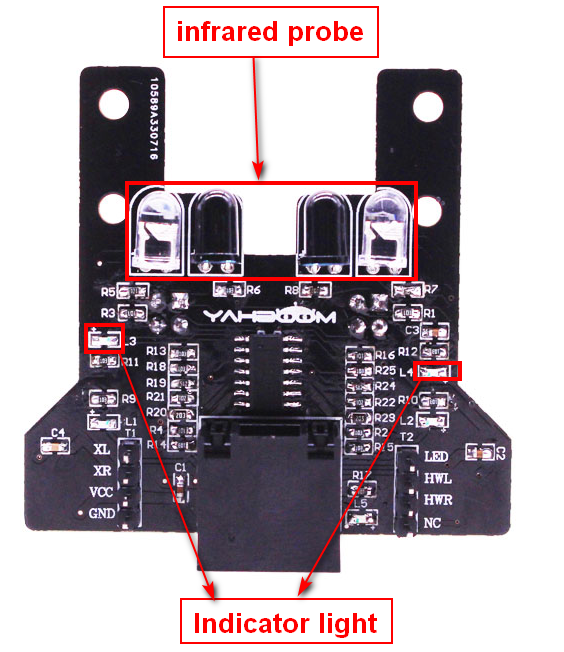 infrared probe
10589A330716
R5
R6
R8
R7
R3
YAHBOOM
R1
C3
L3
R13
R16
R12
R11
R18
R25
L4
R19
R24
R9
R21
R22
R10
R20
R23
L1
L2
T1
R4
R2
T2
C4
R14
R15
XL
LED
C2
XR
C1
R17
HWL
VCC
L5
HWR
GND
NC
Indicator light